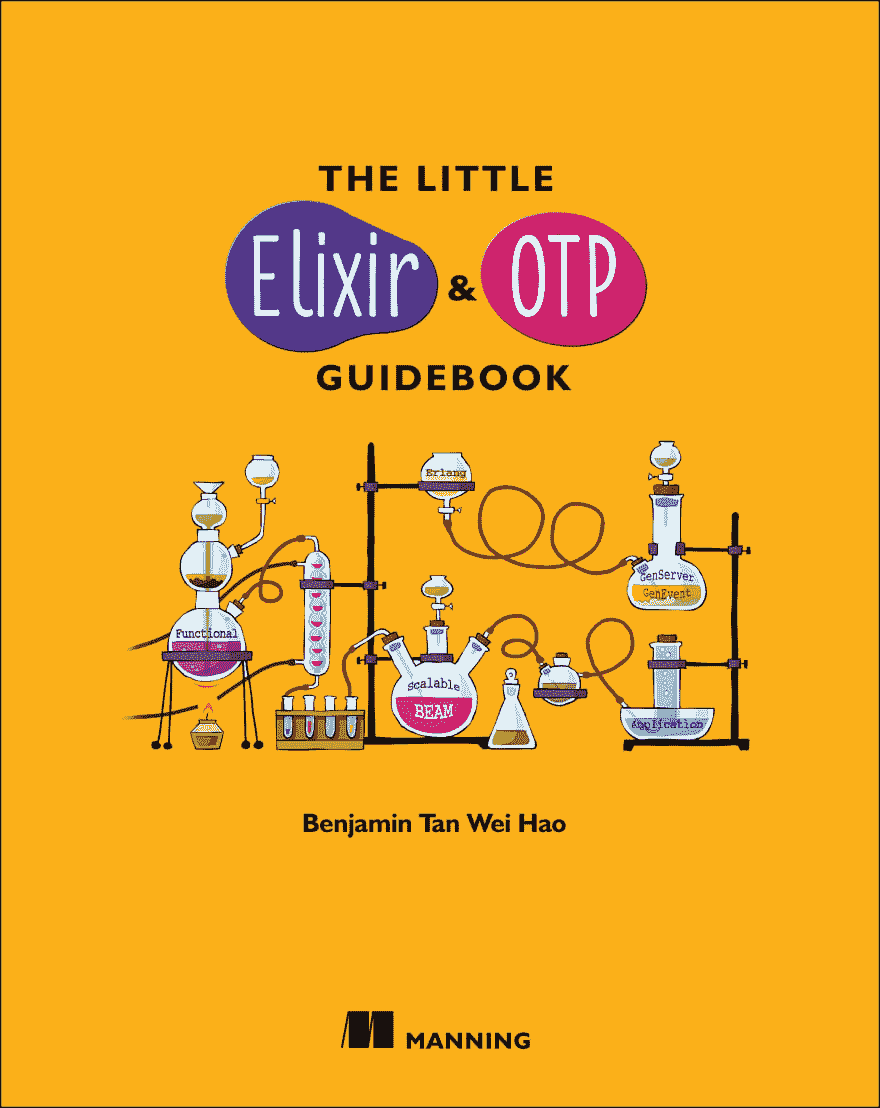 THE LITTLE
Elixir & OTP
GUIDEBOOK
Erlang
GenServer
GenEvent
Functional
Scalable
BEAM
Application
Benjamin Tan Wei Hao
MANNING